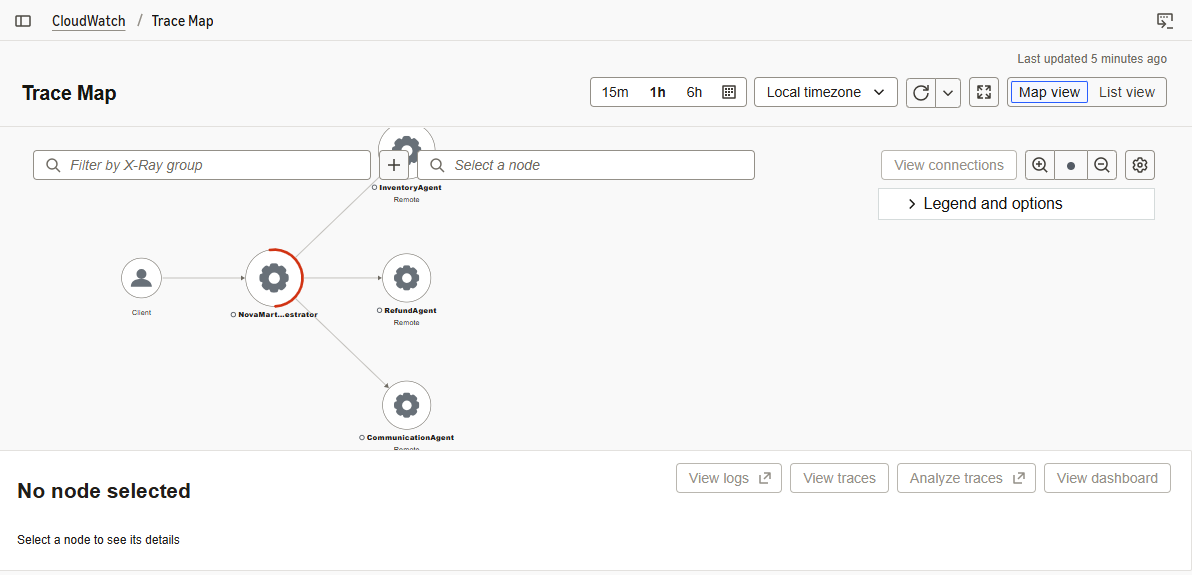 CloudWatch / Trace Map
Last updated 5 minutes ago
Trace Map
15m 1h 6h
Local timezone
Map view List view
Filter by X-Ray group
Select a node
View connections
Legend and options
InventoryAgent
Remote
Client
NovaMart...estrator
RefundAgent
Remote
CommunicationAgent
Remote
No node selected
View logs View traces Analyze traces View dashboard
Select a node to see its details